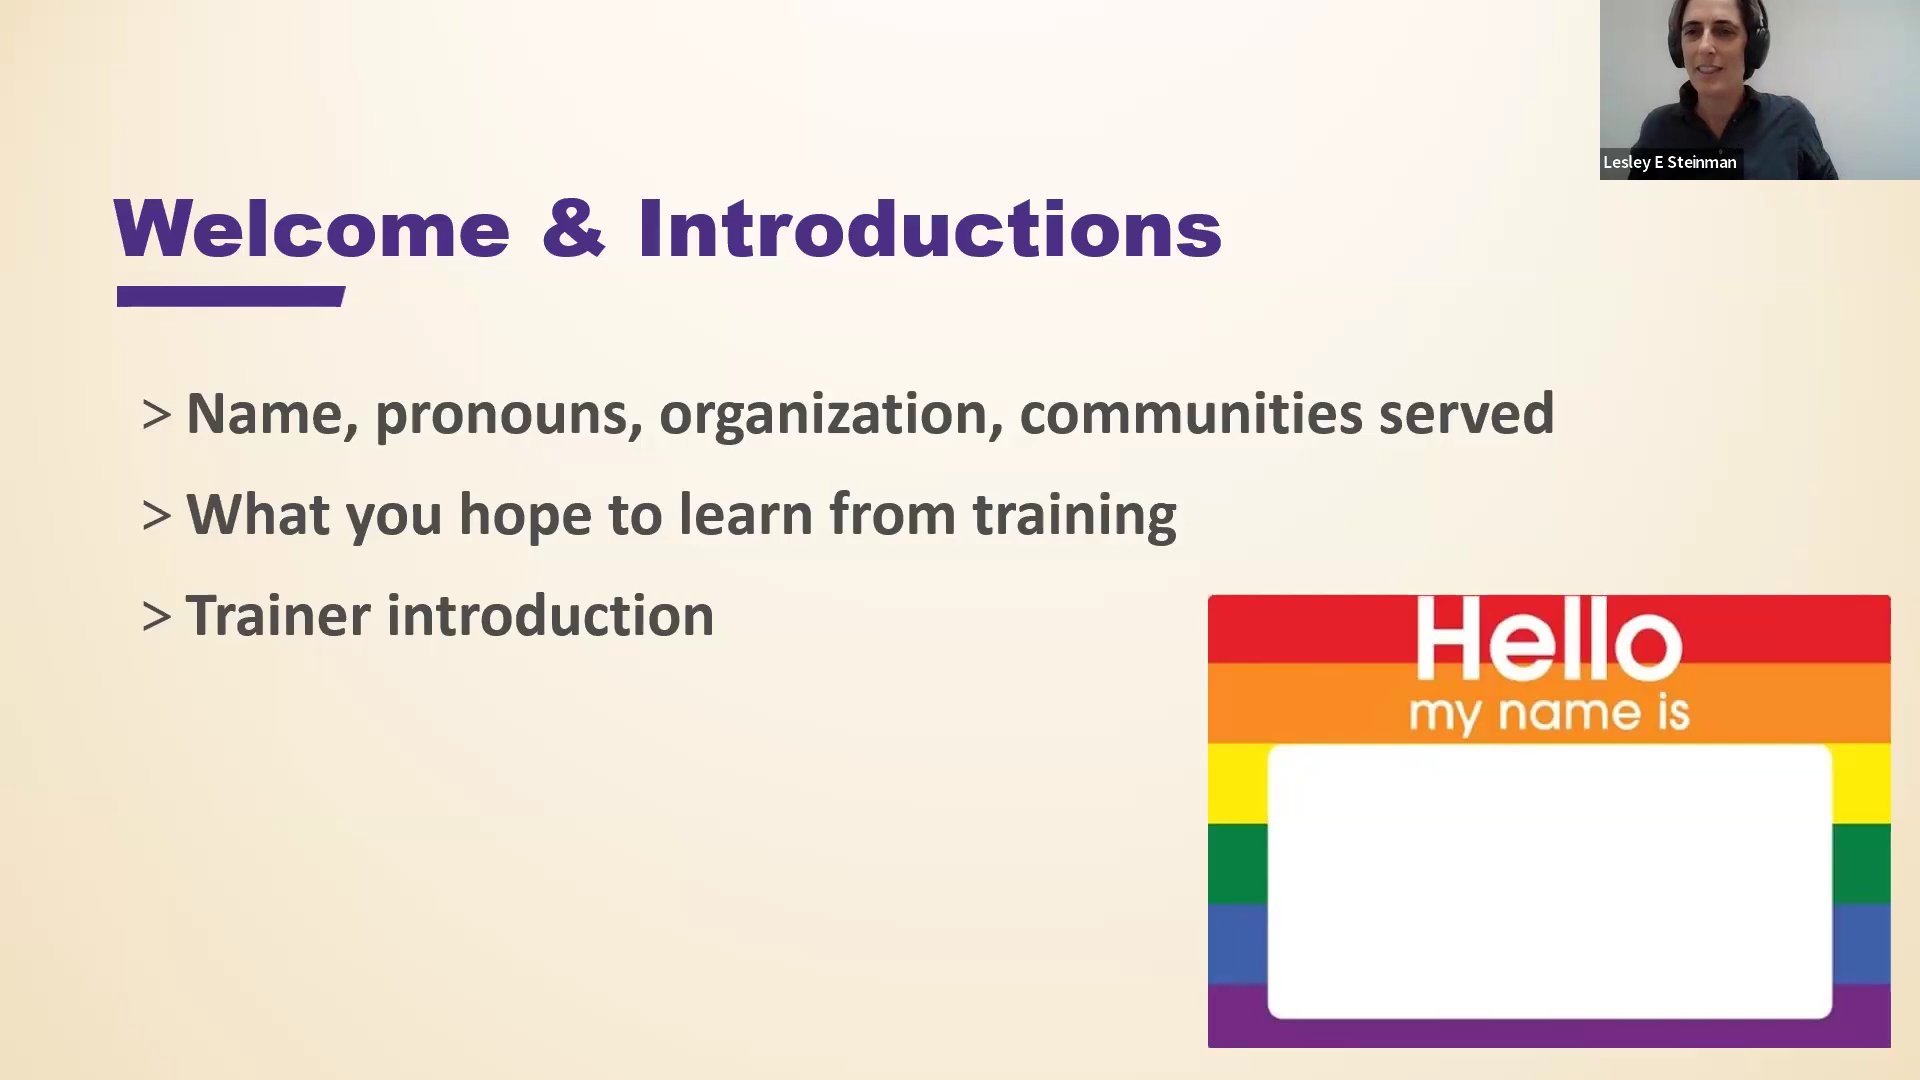 Lesley E Steinman
Welcome & Introductions
> Name, pronouns, organization, communities served
> What you hope to learn from training
> Trainer introduction
Hello
my name is